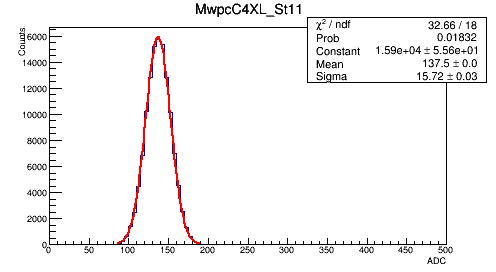 MwpcC4XL_St11
χ² / ndf 32.66 / 18
Prob 0.01832
Constant 1.59e+04 ± 5.56e+01
Mean 137.5 ± 0.0
Sigma 15.72 ± 0.03
Counts
16000
14000
12000
10000
8000
6000
4000
2000
0
0 50 100 150 200 250 300 350 400 450 500
ADC